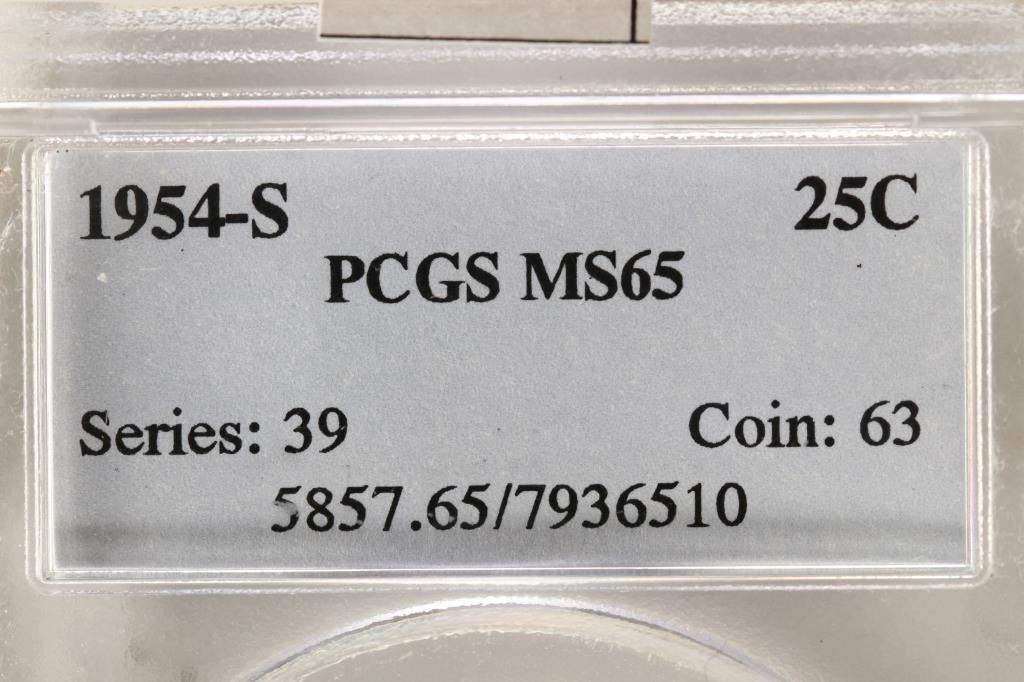 1954-S 25C
PCGS MS65
Series: 39 Coin: 63
5857.65/7936510